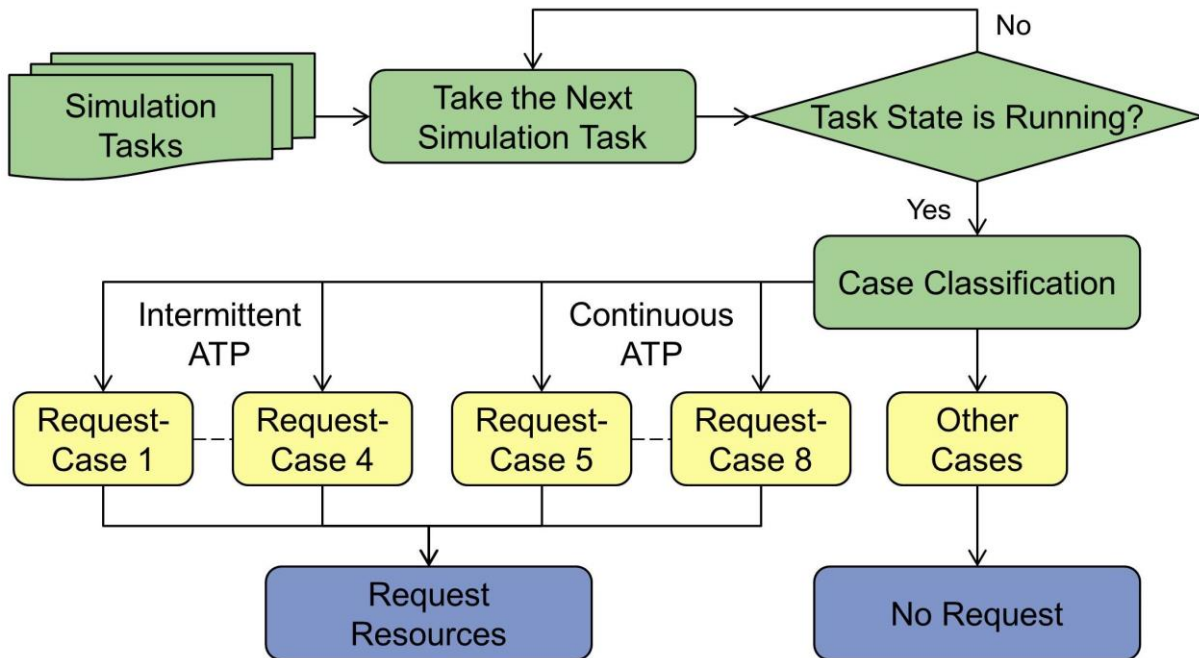 Simulation
Tasks
Take the Next
Simulation Task
Task State is Running?
No
Yes
Case Classification
Intermittent
ATP
Continuous
ATP
Request-
Case 1
Request-
Case 4
Request-
Case 5
Request-
Case 8
Other
Cases
Request
Resources
No Request